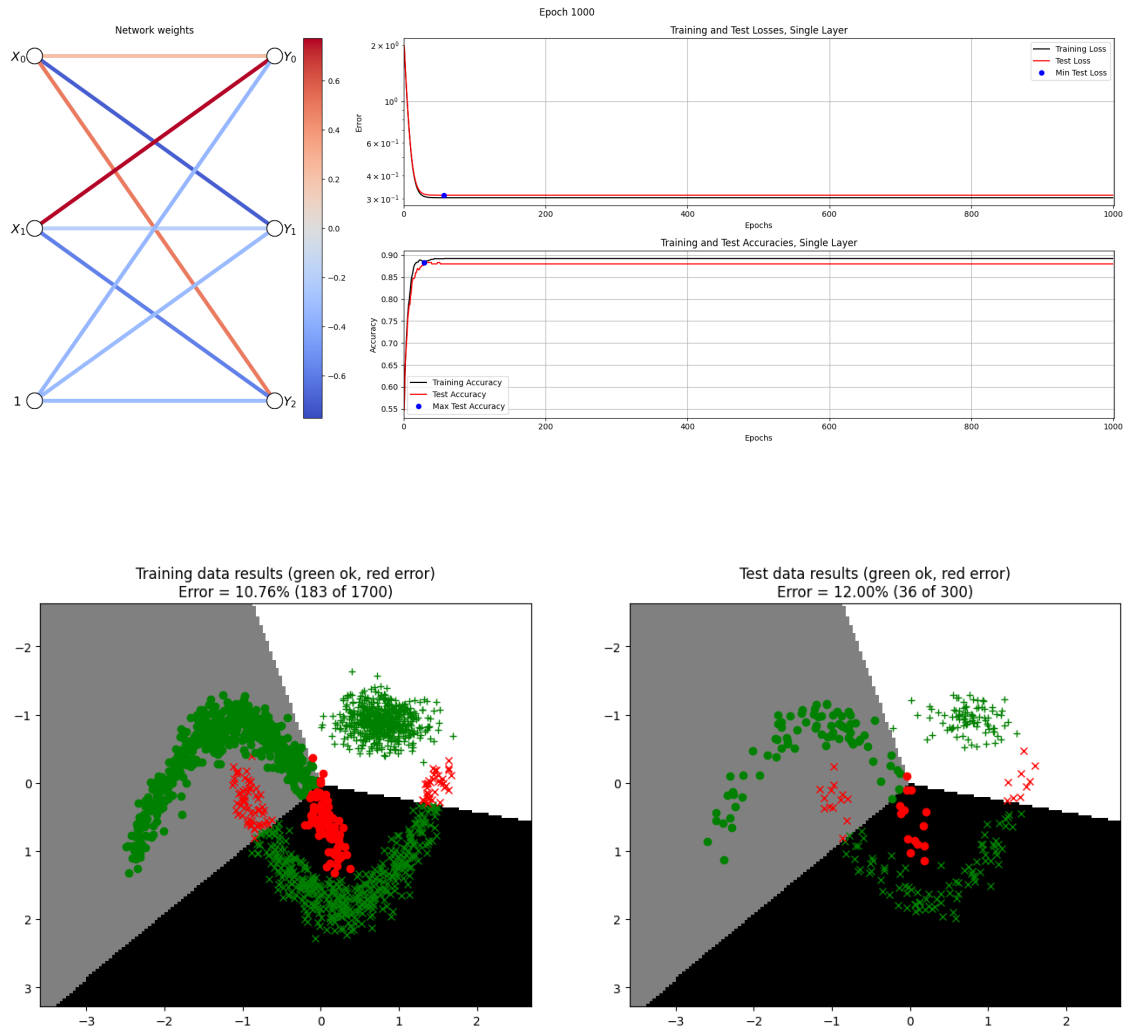 Epoch 1000
Network weights
X₀
Y₀
X₁
Y₁
1
Y₂
0.6
0.4
0.2
0.0
−0.2
−0.4
−0.6
Training and Test Losses, Single Layer
2 × 10⁰
10⁰
6 × 10⁻¹
4 × 10⁻¹
3 × 10⁻¹
Error
Training Loss
Test Loss
Min Test Loss
0 200 400 600 800 1000
Epochs
Training and Test Accuracies, Single Layer
0.90
0.85
0.80
0.75
0.70
0.65
0.60
0.55
Accuracy
Training Accuracy
Test Accuracy
Max Test Accuracy
0 200 400 600 800 1000
Epochs
Training data results (green ok, red error)
Error = 10.76% (183 of 1700)
−2
−1
0
1
2
3
−3 −2 −1 0 1 2
Test data results (green ok, red error)
Error = 12.00% (36 of 300)
−2
−1
0
1
2
3
−3 −2 −1 0 1 2